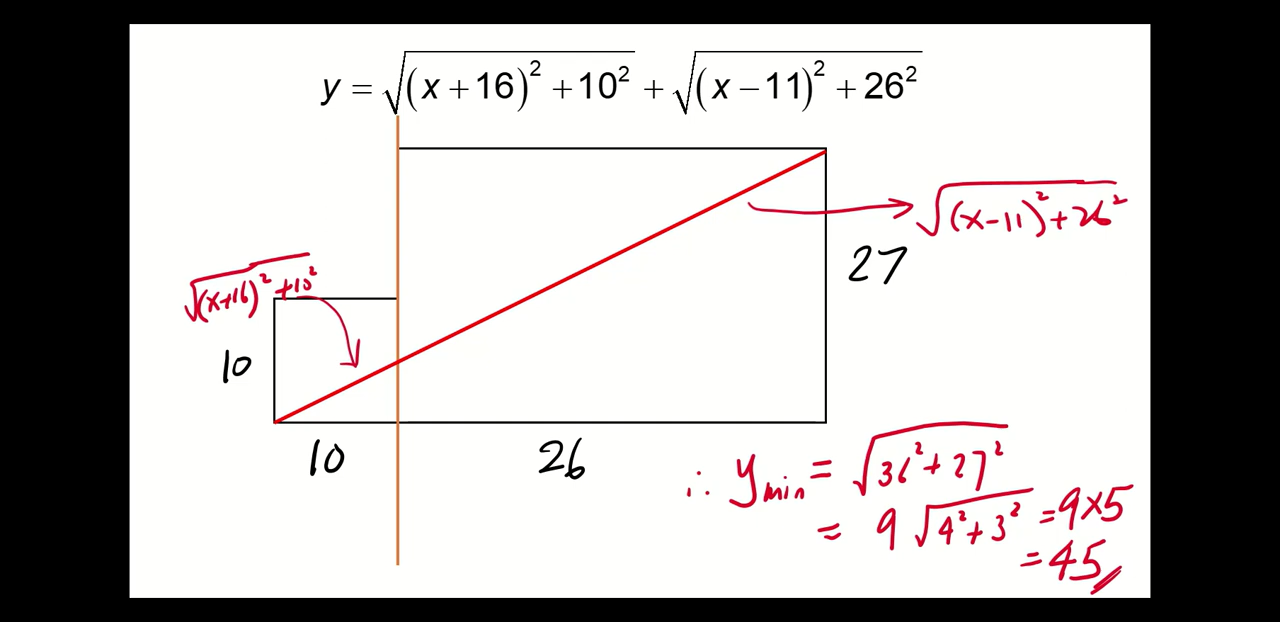 y = √((x + 16)² + 10²) + √((x − 11)² + 26²)
√((x+16)² + 10²)
√((x−11)² + 26²)
27
10
10
26
∴ y min = √(36² + 27²)
= 9√(4² + 3²) = 9×5
= 45